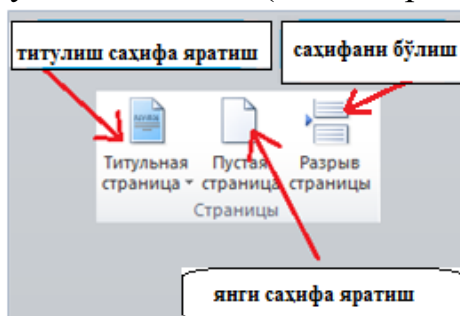 титулиш саҳифа яратиш
саҳифани бўлиш
Титульная страница
Пустая страница
Разрыв страницы
Страницы
янги саҳифа яратиш